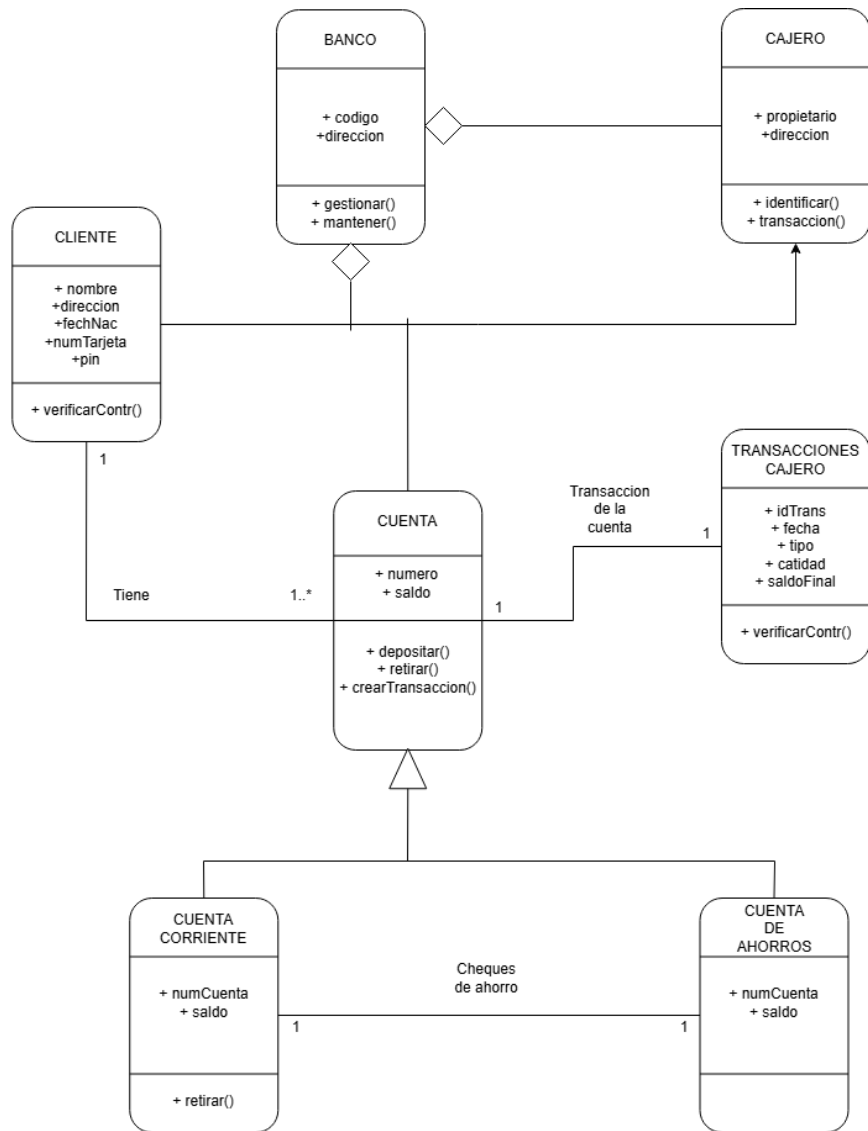 BANCO
+ codigo
+direccion
+ gestionar()
+ mantener()
CAJERO
+ propietario
+direccion
+ identificar()
+ transaccion()
CLIENTE
+ nombre
+direccion
+fechNac
+numTarjeta
+pin
+ verificarContr()
1
Tiene
1..*
CUENTA
+ numero
+ saldo
+ depositar()
+ retirar()
+ crearTransaccion()
1
Transaccion
de la
cuenta
1
TRANSACCIONES
CAJERO
+ idTrans
+ fecha
+ tipo
+ catidad
+ saldoFinal
+ verificarContr()
CUENTA
CORRIENTE
+ numCuenta
+ saldo
+ retirar()
1
Cheques
de ahorro
1
CUENTA
DE
AHORROS
+ numCuenta
+ saldo